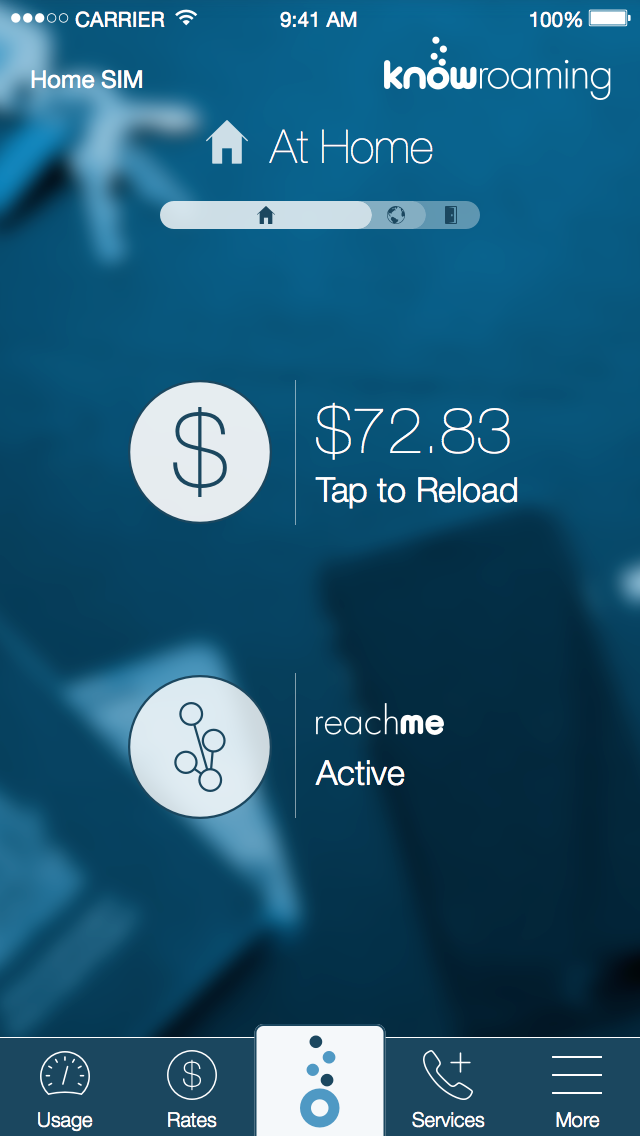 CARRIER 9:41 AM 100%
Home SIM knowroaming
At Home
$
$72.83
Tap to Reload
reachme
Active
$
Usage Rates Services More